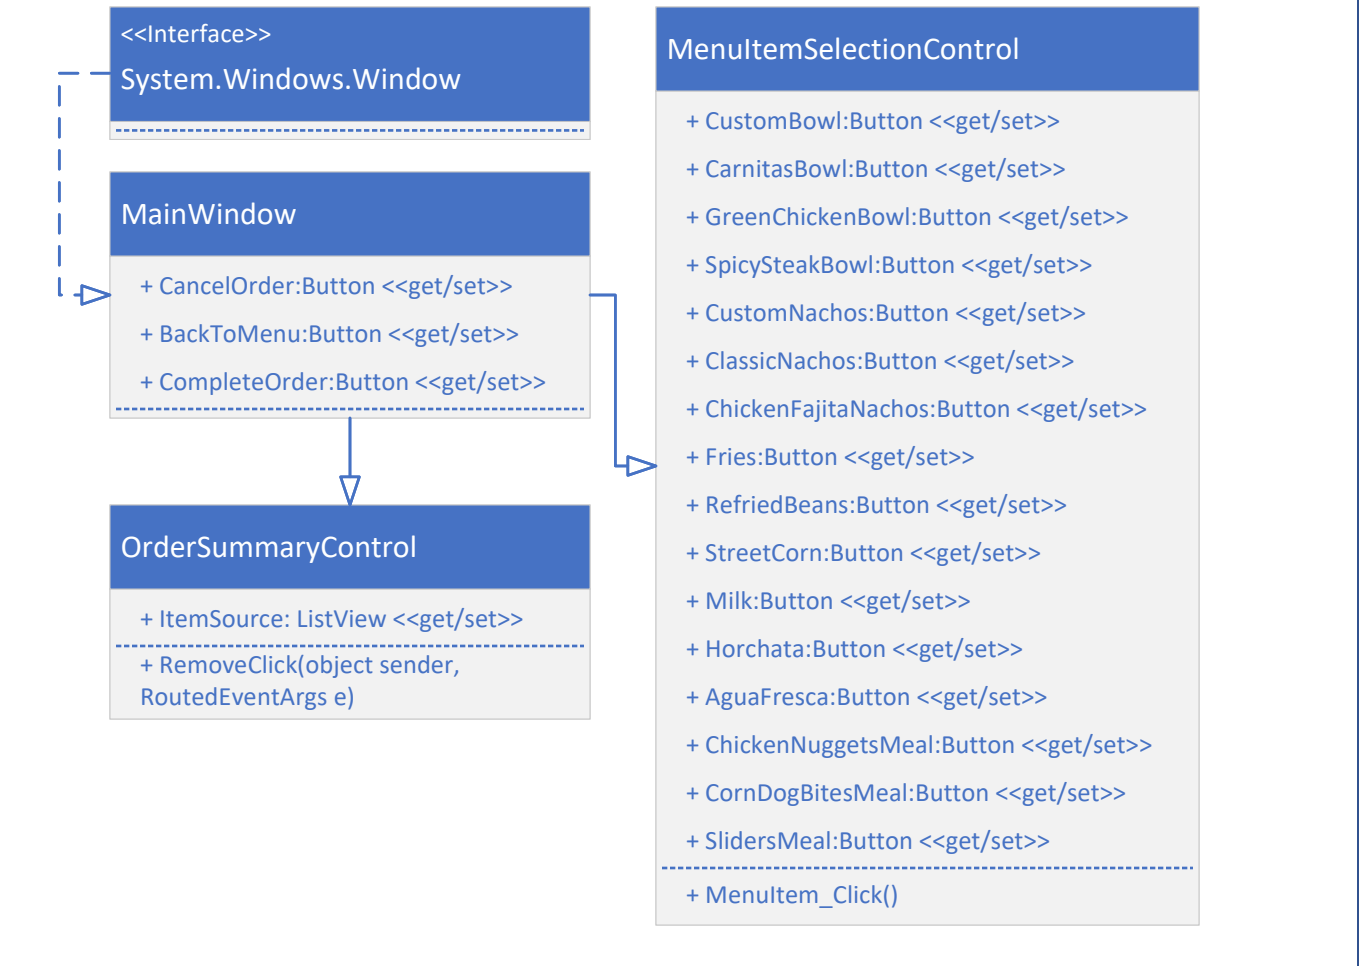 <<Interface>>
System.Windows.Window
MainWindow
+ CancelOrder:Button <<get/set>>
+ BackToMenu:Button <<get/set>>
+ CompleteOrder:Button <<get/set>>
OrderSummaryControl
+ ItemSource: ListView <<get/set>>
+ RemoveClick(object sender,
RoutedEventArgs e)
MenuItemSelectionControl
+ CustomBowl:Button <<get/set>>
+ CarnitasBowl:Button <<get/set>>
+ GreenChickenBowl:Button <<get/set>>
+ SpicySteakBowl:Button <<get/set>>
+ CustomNachos:Button <<get/set>>
+ ClassicNachos:Button <<get/set>>
+ ChickenFajitaNachos:Button <<get/set>>
+ Fries:Button <<get/set>>
+ RefriedBeans:Button <<get/set>>
+ StreetCorn:Button <<get/set>>
+ Milk:Button <<get/set>>
+ Horchata:Button <<get/set>>
+ AguaFresca:Button <<get/set>>
+ ChickenNuggetsMeal:Button <<get/set>>
+ CornDogBitesMeal:Button <<get/set>>
+ SlidersMeal:Button <<get/set>>
+ MenuItem_Click()